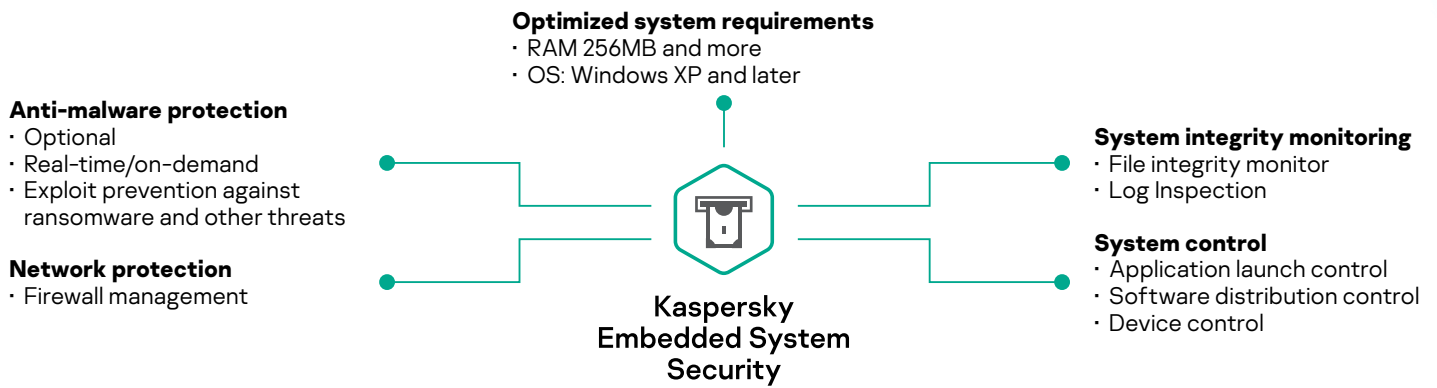 Optimized system requirements
· RAM 256MB and more
· OS: Windows XP and later
Anti-malware protection
· Optional
· Real-time/on-demand
· Exploit prevention against
ransomware and other threats
Network protection
· Firewall management
Kaspersky
Embedded System
Security
System integrity monitoring
· File integrity monitor
· Log Inspection
System control
· Application launch control
· Software distribution control
· Device control